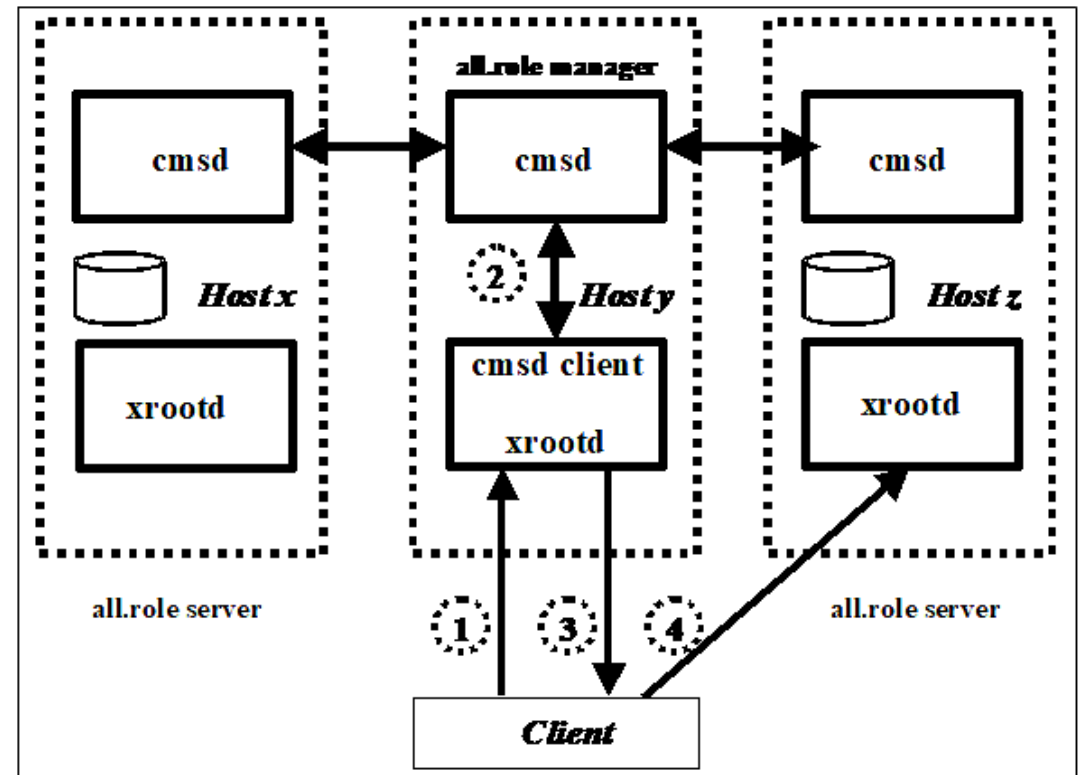 all.role manager
cmsd
cmsd
cmsd
2
Host x
Host y
Host z
cmsd client
xrootd
xrootd
xrootd
all.role server
all.role server
1
3
4
Client